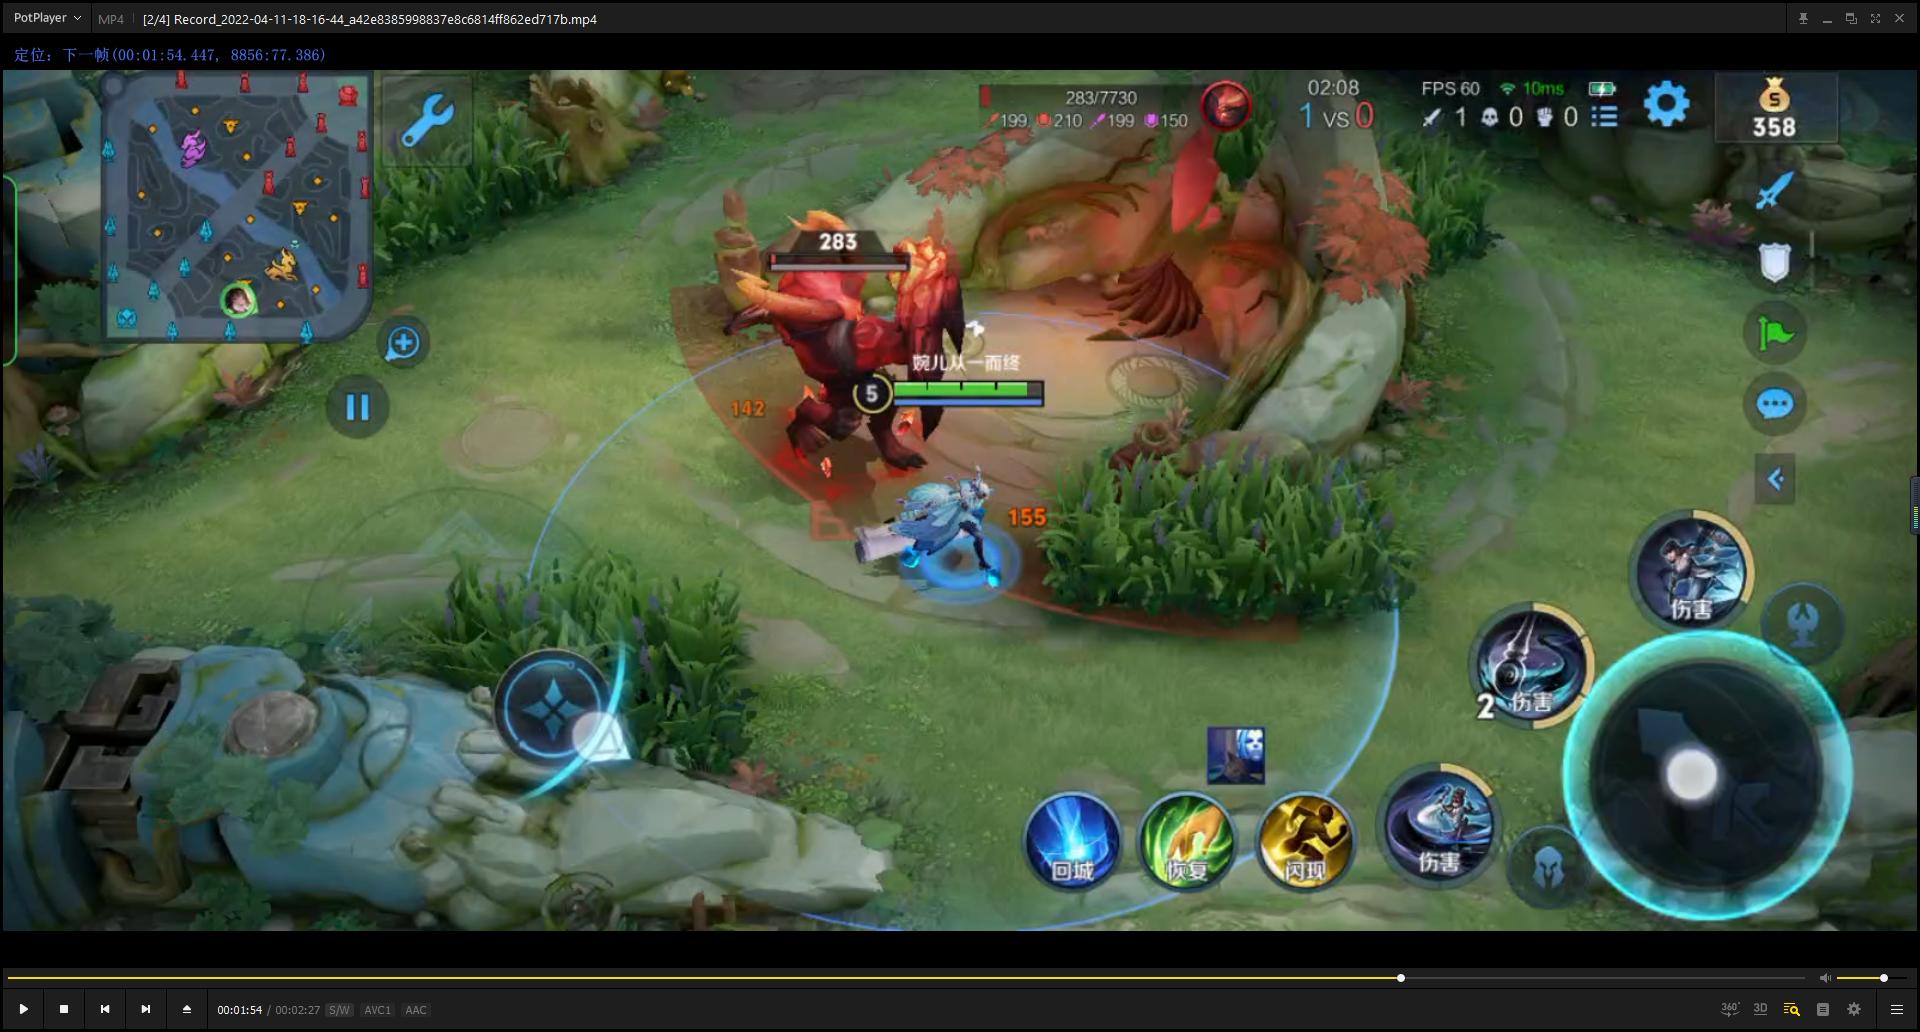 PotPlayer MP4 [2/4] Record_2022-04-11-18-16-44_a42e8385998837e8c6814ff862ed717b.mp4
定位: 下一帧(00:01:54.447, 8856:77.386)
283/7730
199 210 199 150
02:08
1 VS 0
FPS 60 10ms
1 0 0
358
283
婉儿从一而终
5
142
155
伤害
2 伤害
伤害
回城 恢复 闪现
00:01:54 / 00:02:27 S/W AVC1 AAC
360° 3D